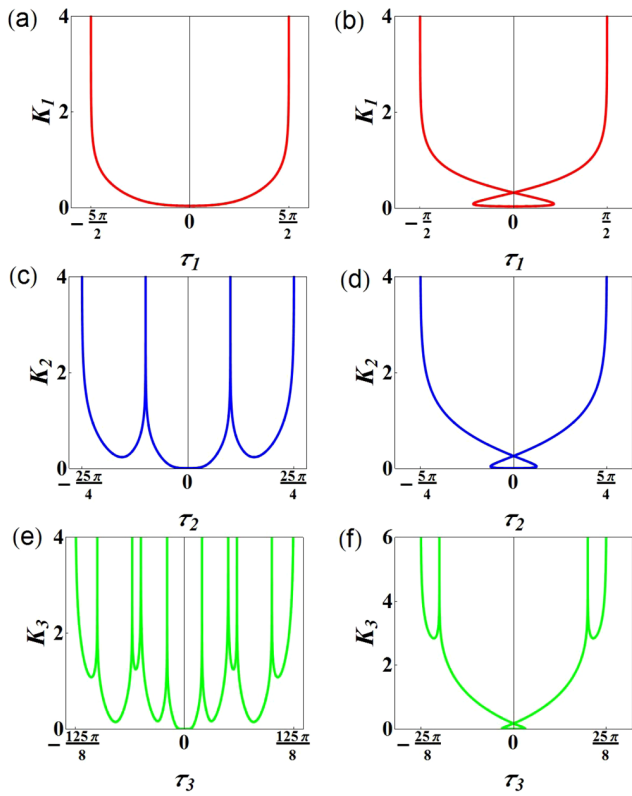 (a) (b)
4 4
K₁ K₁
2 2
0 0
−5π/2 0 5π/2 −π/2 0 π/2
τ₁ τ₁
(c) (d)
4 4
K₂ K₂
2 2
0 0
−25π/4 0 25π/4 −5π/4 0 5π/4
τ₂ τ₂
(e) (f)
4 6
4
K₃ K₃
2 2
0 0
−125π/8 0 125π/8 −25π/8 0 25π/8
τ₃ τ₃